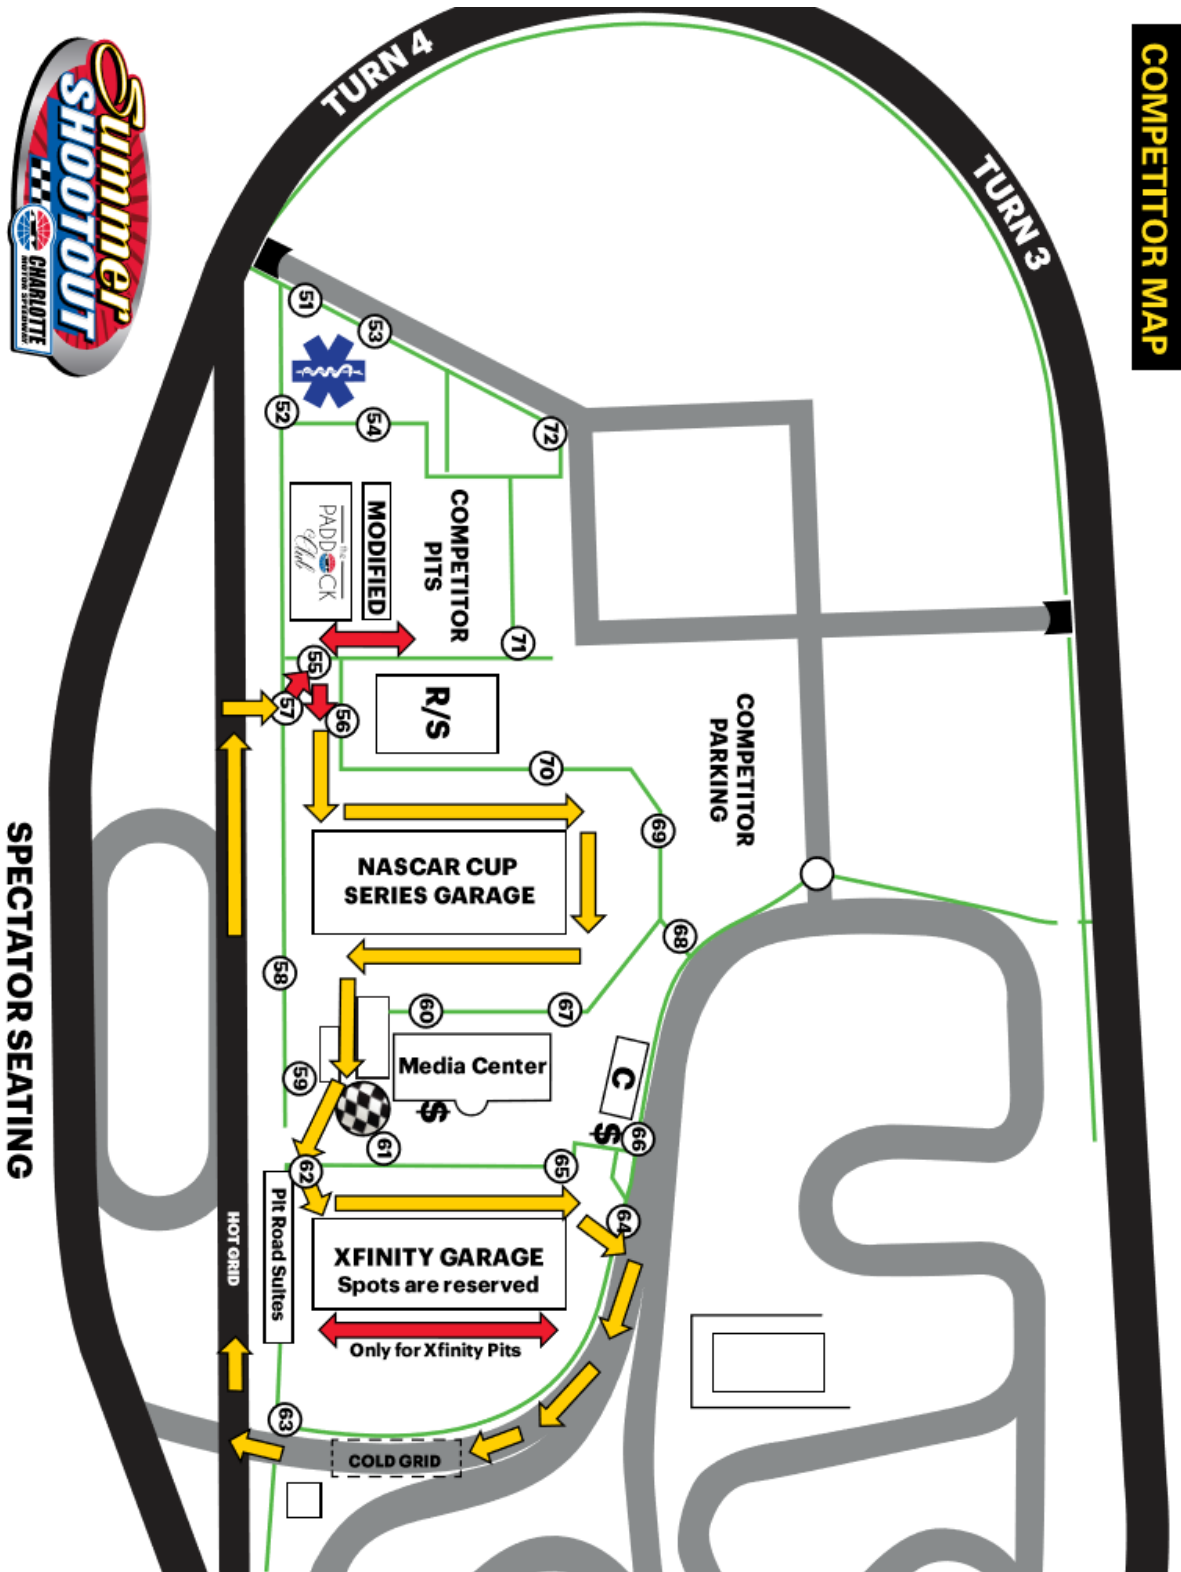 COMPETITOR MAP
Summer
SHOOTOUT
CHARLOTTE
MOTOR SPEEDWAY
TURN 4
TURN 3
51
53
52
54
72
the
PADDOCK
Club
MODIFIED
COMPETITOR
PITS
71
55
57
56
R/S
COMPETITOR
PARKING
70
69
NASCAR CUP
SERIES GARAGE
68
58
60
67
Media Center
59
$
C
$
66
61
65
62
64
Pit Road Suites
XFINITY GARAGE
Spots are reserved
Only for Xfinity Pits
HOT GRID
63
COLD GRID
SPECTATOR SEATING